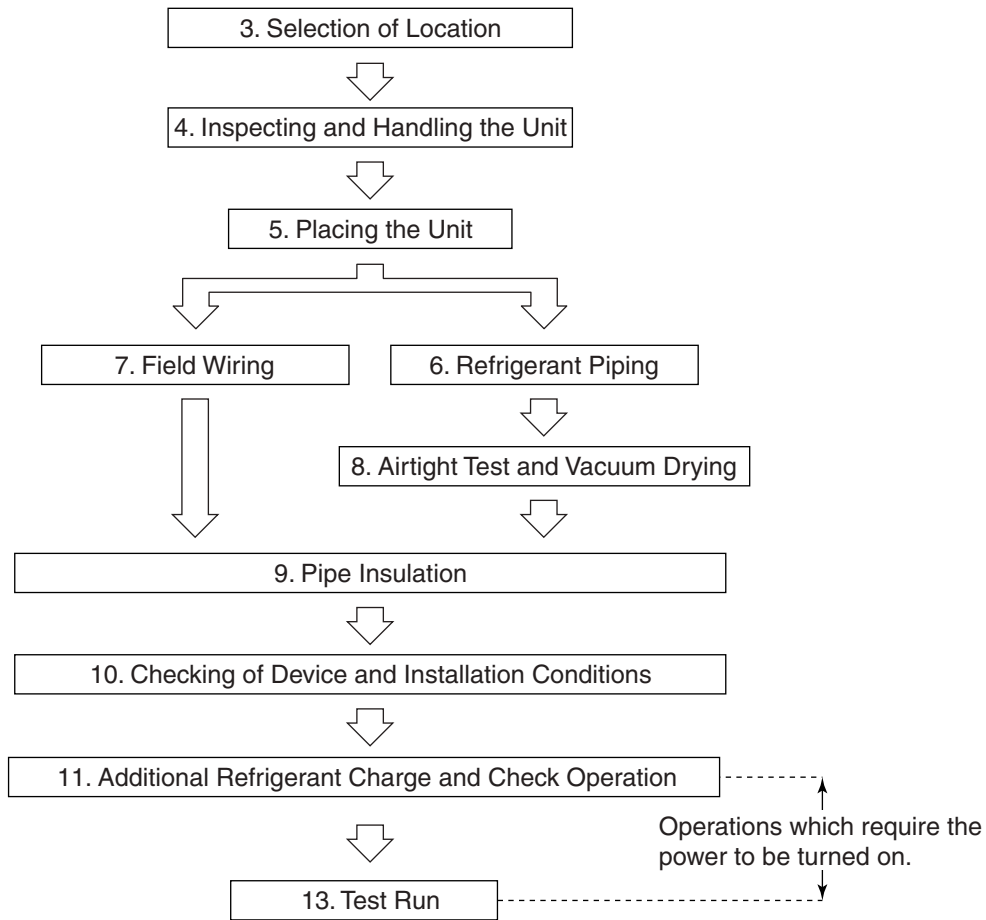 3. Selection of Location
4. Inspecting and Handling the Unit
5. Placing the Unit
7. Field Wiring
6. Refrigerant Piping
8. Airtight Test and Vacuum Drying
9. Pipe Insulation
10. Checking of Device and Installation Conditions
11. Additional Refrigerant Charge and Check Operation
Operations which require the
power to be turned on.
13. Test Run